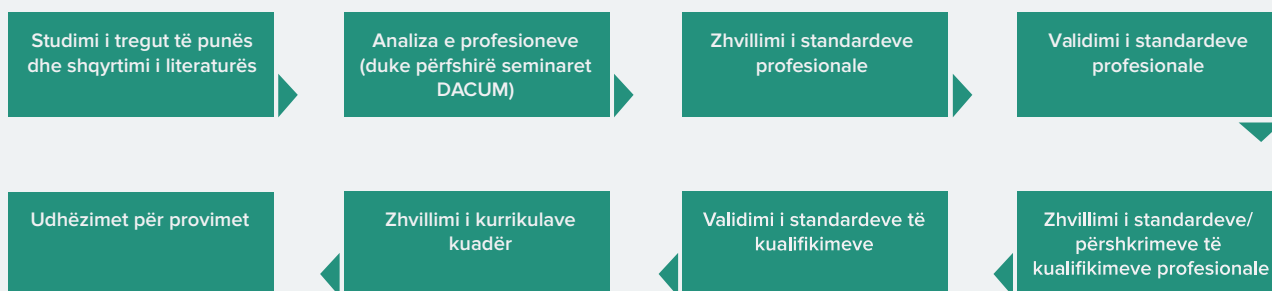 Studimi i tregut të punës
dhe shqyrtimi i literaturës
Analiza e profesioneve
(duke përfshirë seminaret
DACUM)
Zhvillimi i standardeve
profesionale
Validimi i standardeve
profesionale
Udhëzimet për provimet
Zhvillimi i kurrikulave
kuadër
Validimi i standardeve të
kualifikimeve
Zhvillimi i standardeve/
përshkrimeve të
kualifikimeve profesionale